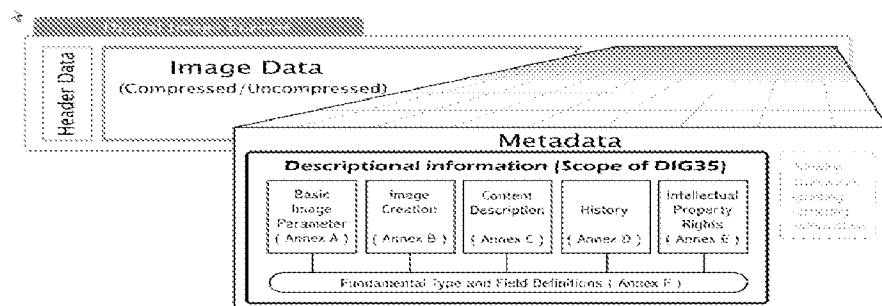 Header Data
Image Data
(Compressed/Uncompressed)
Metadata
Descriptional information (Scope of DIG35)
Basic
Image
Parameter
( Annex A )
Image
Creation
( Annex B )
Content
Description
( Annex C )
History
( Annex D )
Intellectual
Property
Rights
( Annex E )
Fundamental Type and Field Definitions ( Annex F )